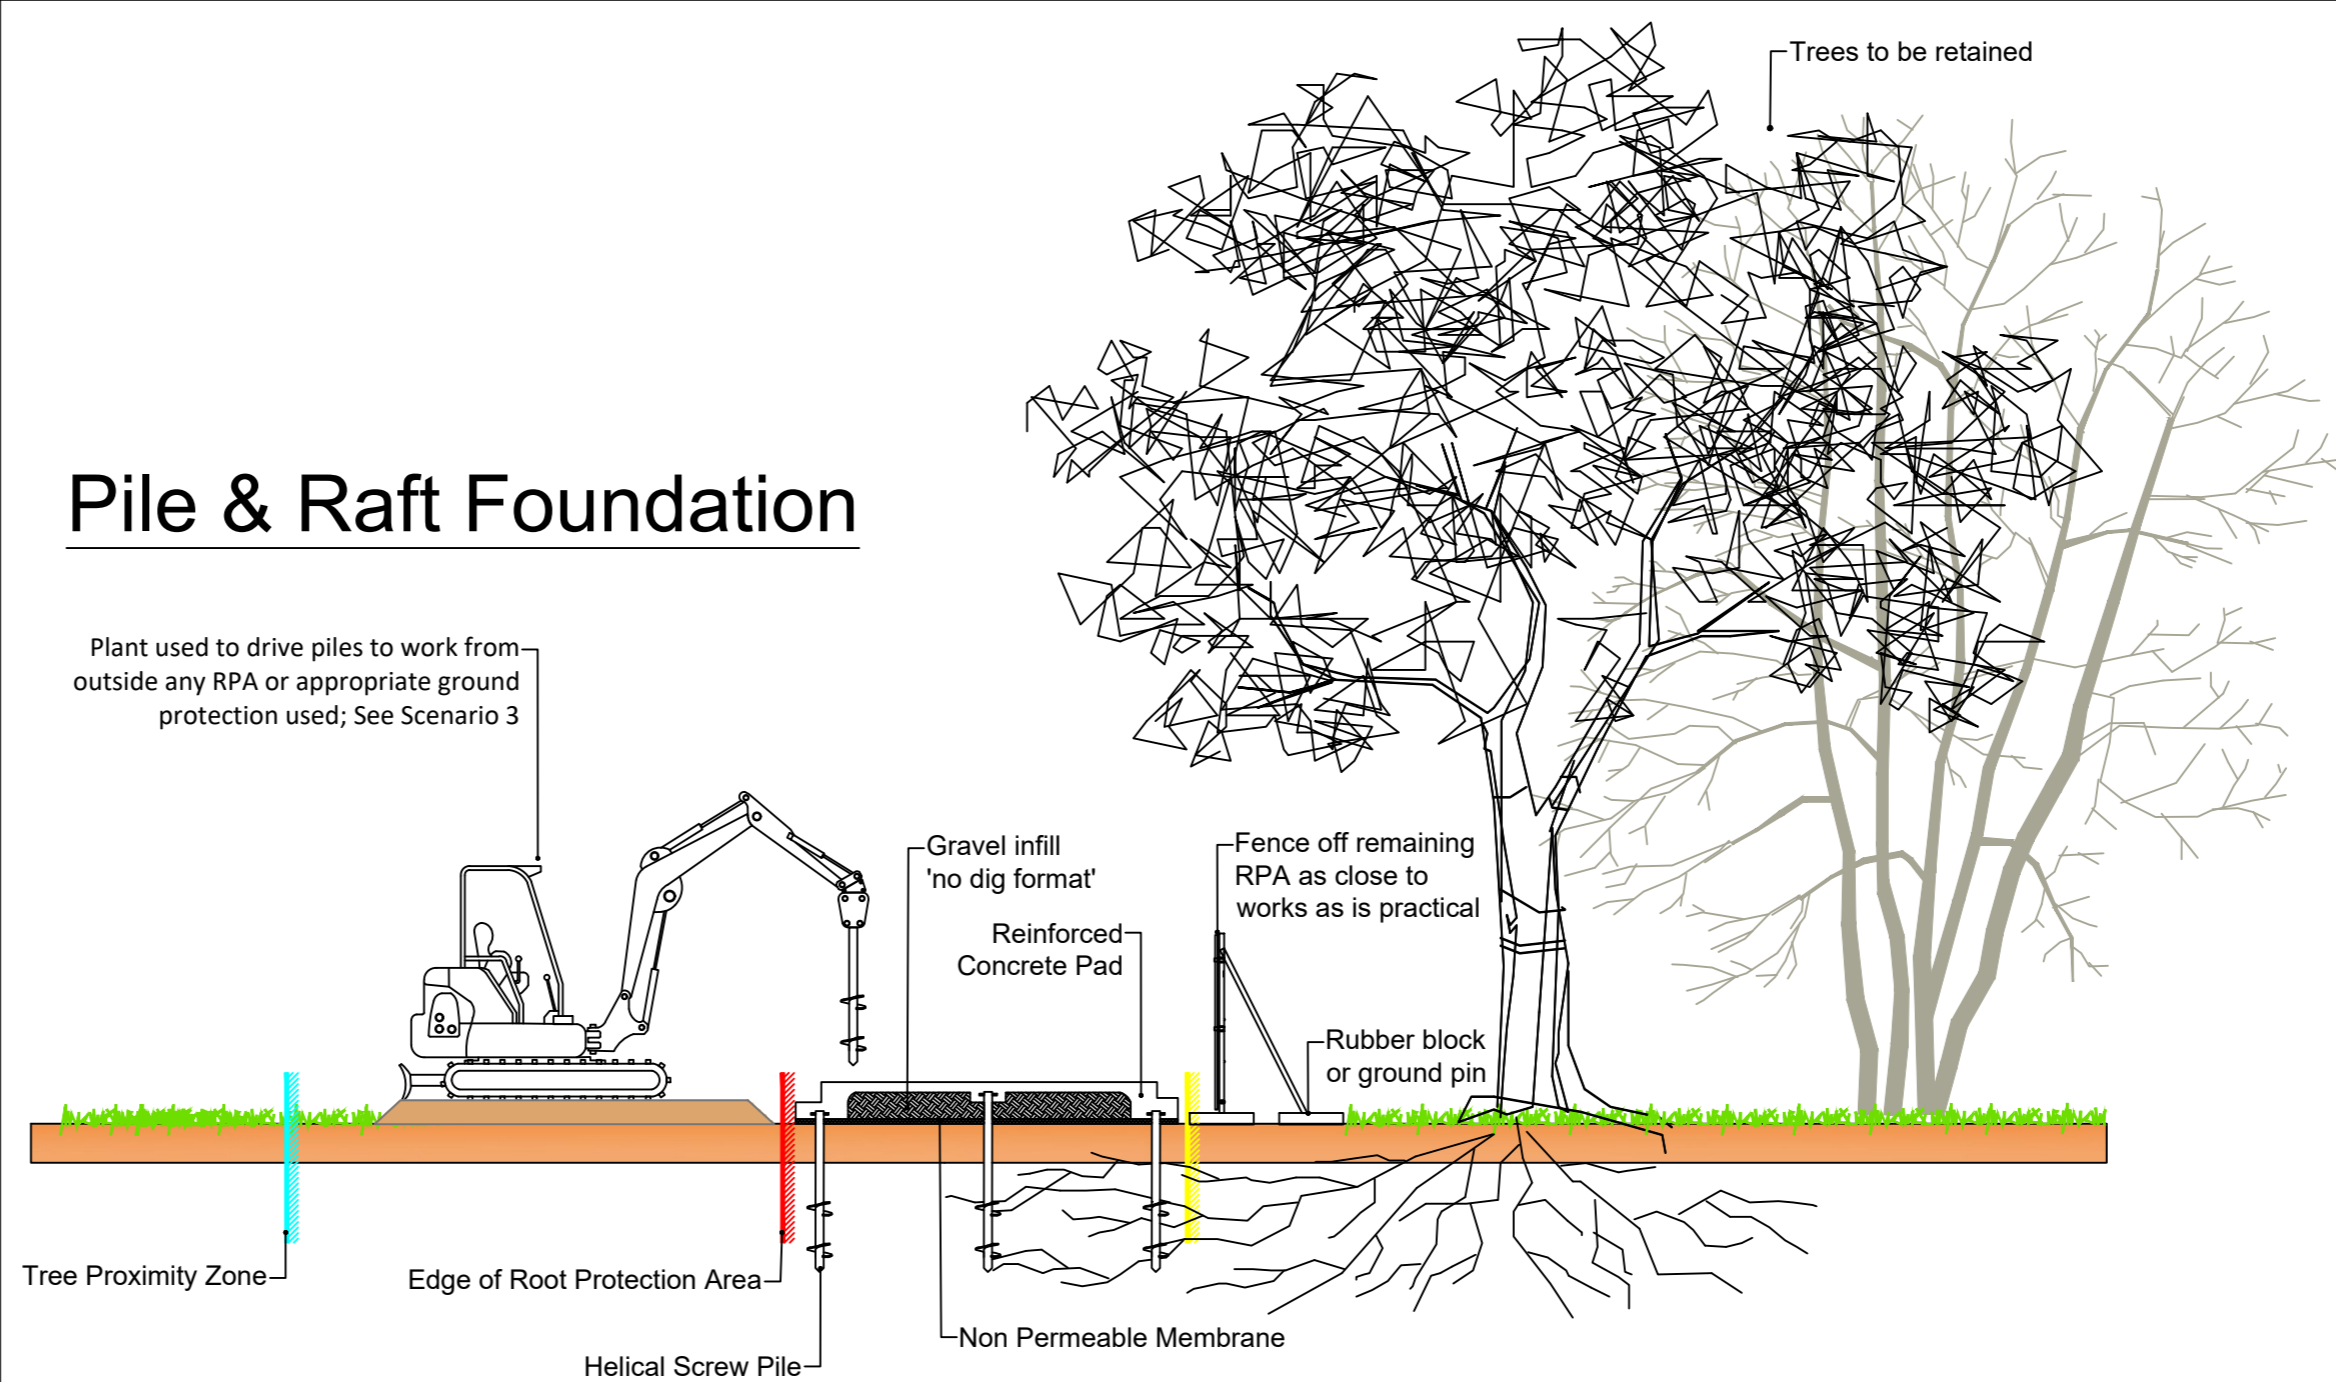 Trees to be retained
Pile & Raft Foundation
Plant used to drive piles to work from
outside any RPA or appropriate ground
protection used; See Scenario 3
Gravel infill
'no dig format'
Reinforced
Concrete Pad
Fence off remaining
RPA as close to
works as is practical
Rubber block
or ground pin
Tree Proximity Zone
Edge of Root Protection Area
Non Permeable Membrane
Helical Screw Pile